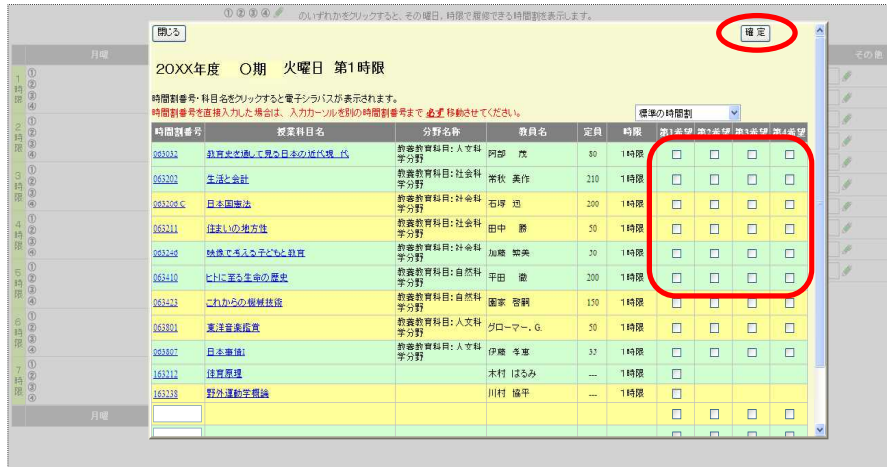 ①②③④ のいずれかをクリックすると、その曜日、時限で履修できる時間割を表示します。
閉じる
確定
月曜
その他
20XX年度 〇期 火曜日 第1時限
時間割番号・科目名をクリックすると電子シラバスが表示されます。
時間割番号を直接入力した場合は、入力カーソルを別の時間割番号まで 必ず 移動させてください。
標準の時間割
時間割番号 授業科目名 分野名称 教員名 定員 時限 第1希望 第2希望 第3希望 第4希望
063032 教育史を通して見る日本の近代現 代 教養教育科目:人文科学分野 阿部 茂 80 1時限
063202 生活と会計 教養教育科目:社会科学分野 常秋 美作 210 1時限
063206 C 日本国憲法 教養教育科目:社会科学分野 石塚 迅 200 1時限
063211 住まいの地方性 教養教育科目:社会科学分野 田中 勝 50 1時限
063246 映像で考える子どもと教育 教養教育科目:社会科学分野 加藤 繁美 30 1時限
063410 ヒトに至る生命の歴史 教養教育科目:自然科学分野 平田 徹 200 1時限
063423 これからの機械技術 教養教育科目:自然科学分野 園家 啓嗣 150 1時限
063801 東洋音楽鑑賞 教養教育科目:人文科学分野 グローマー, G. 50 1時限
063807 日本事情I 教養教育科目:人文科学分野 伊藤 孝恵 1時限
163212 体育原理 木村 はるみ --- 1時限
163238 野外運動学概論 川村 協平 --- 1時限
1時限 ①②③④
2時限 ①②③④
3時限 ①②③④
4時限 ①②③④
5時限 ①②③④
6時限 ①②③④
7時限 ①②③④
月曜